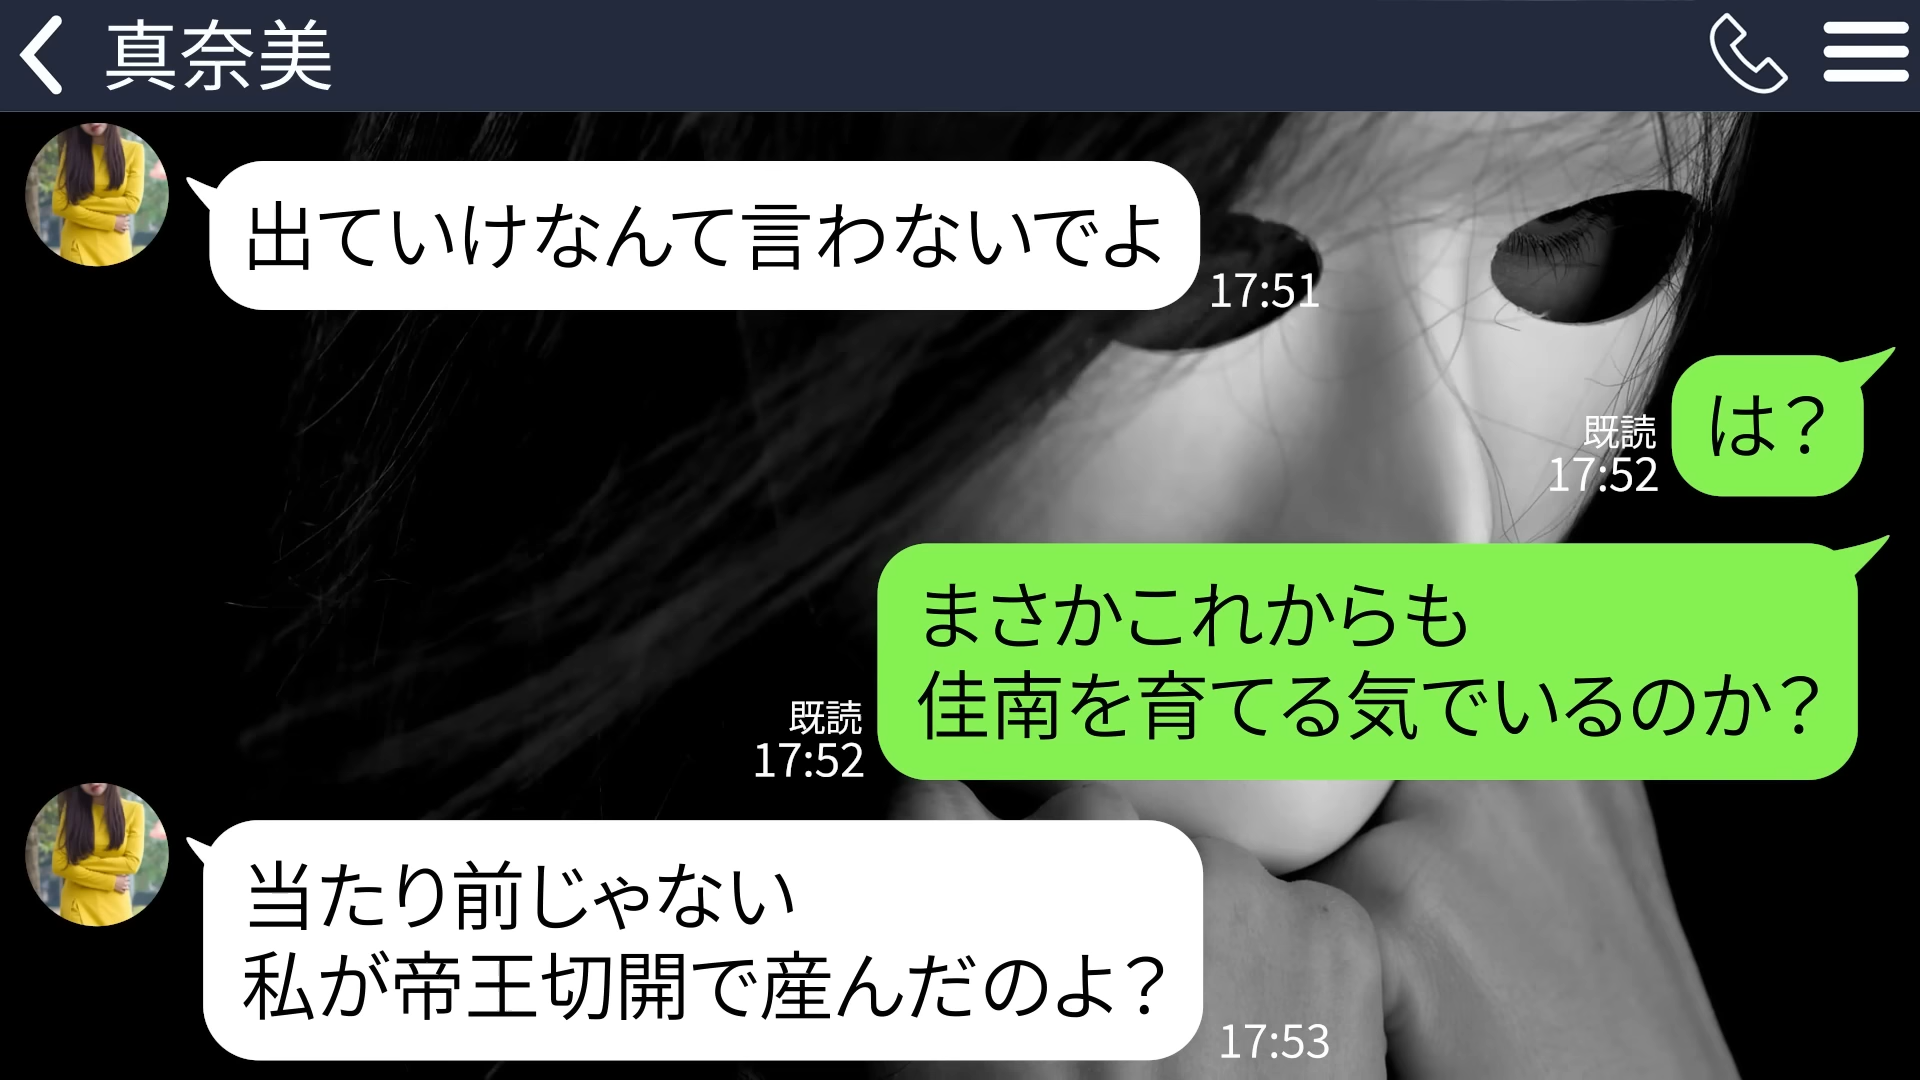 真奈美
出ていけなんて言わないでよ
17:51
は？
既読
17:52
まさかこれからも
佳南を育てる気でいるのか？
既読
17:52
当たり前じゃない
私が帝王切開で産んだのよ？
17:53